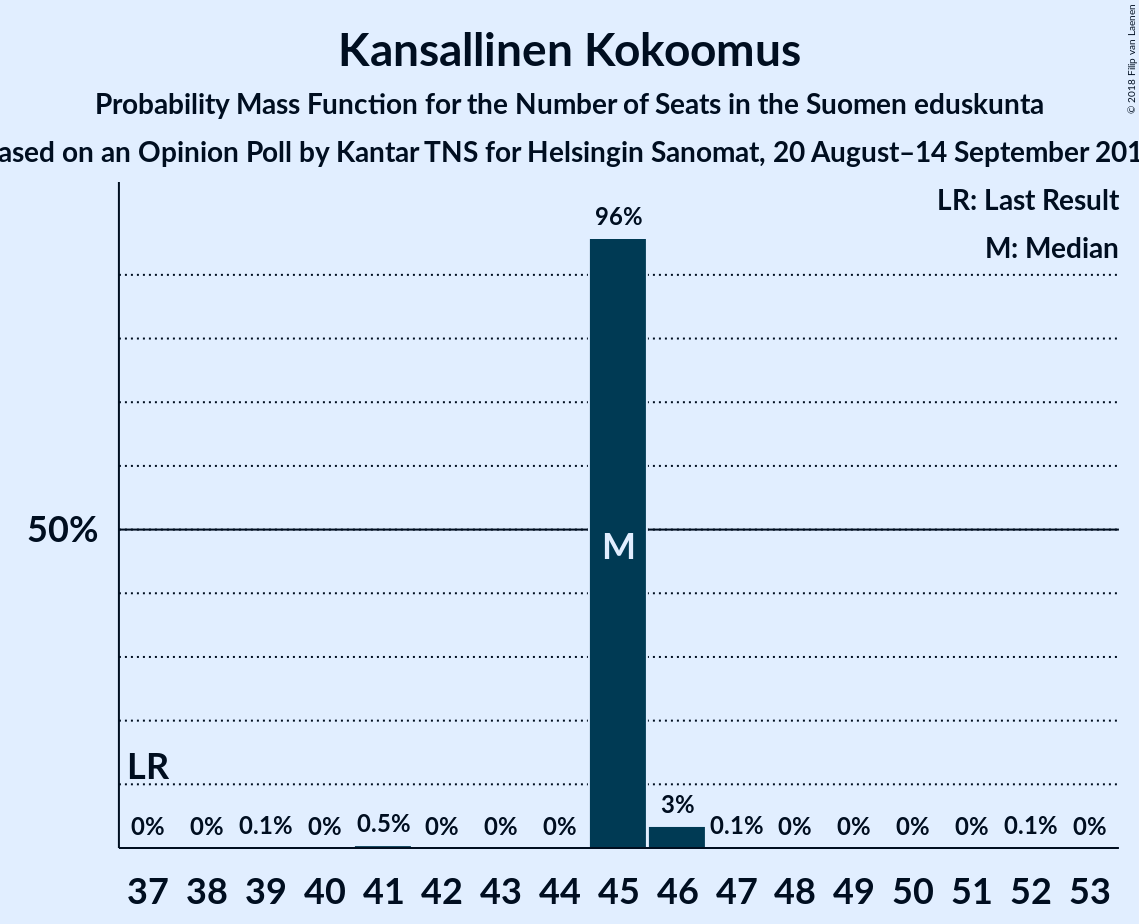 Kansallinen Kokoomus
Probability Mass Function for the Number of Seats in the Suomen eduskunta
ased on an Opinion Poll by Kantar TNS for Helsingin Sanomat, 20 August–14 September 201
© 2018 Filip van Laenen
LR: Last Result
M: Median
96%
50%
M
LR
0% 0% 0.1% 0% 0.5% 0% 0% 0% 3% 0.1% 0% 0% 0% 0% 0.1% 0%
37 38 39 40 41 42 43 44 45 46 47 48 49 50 51 52 53